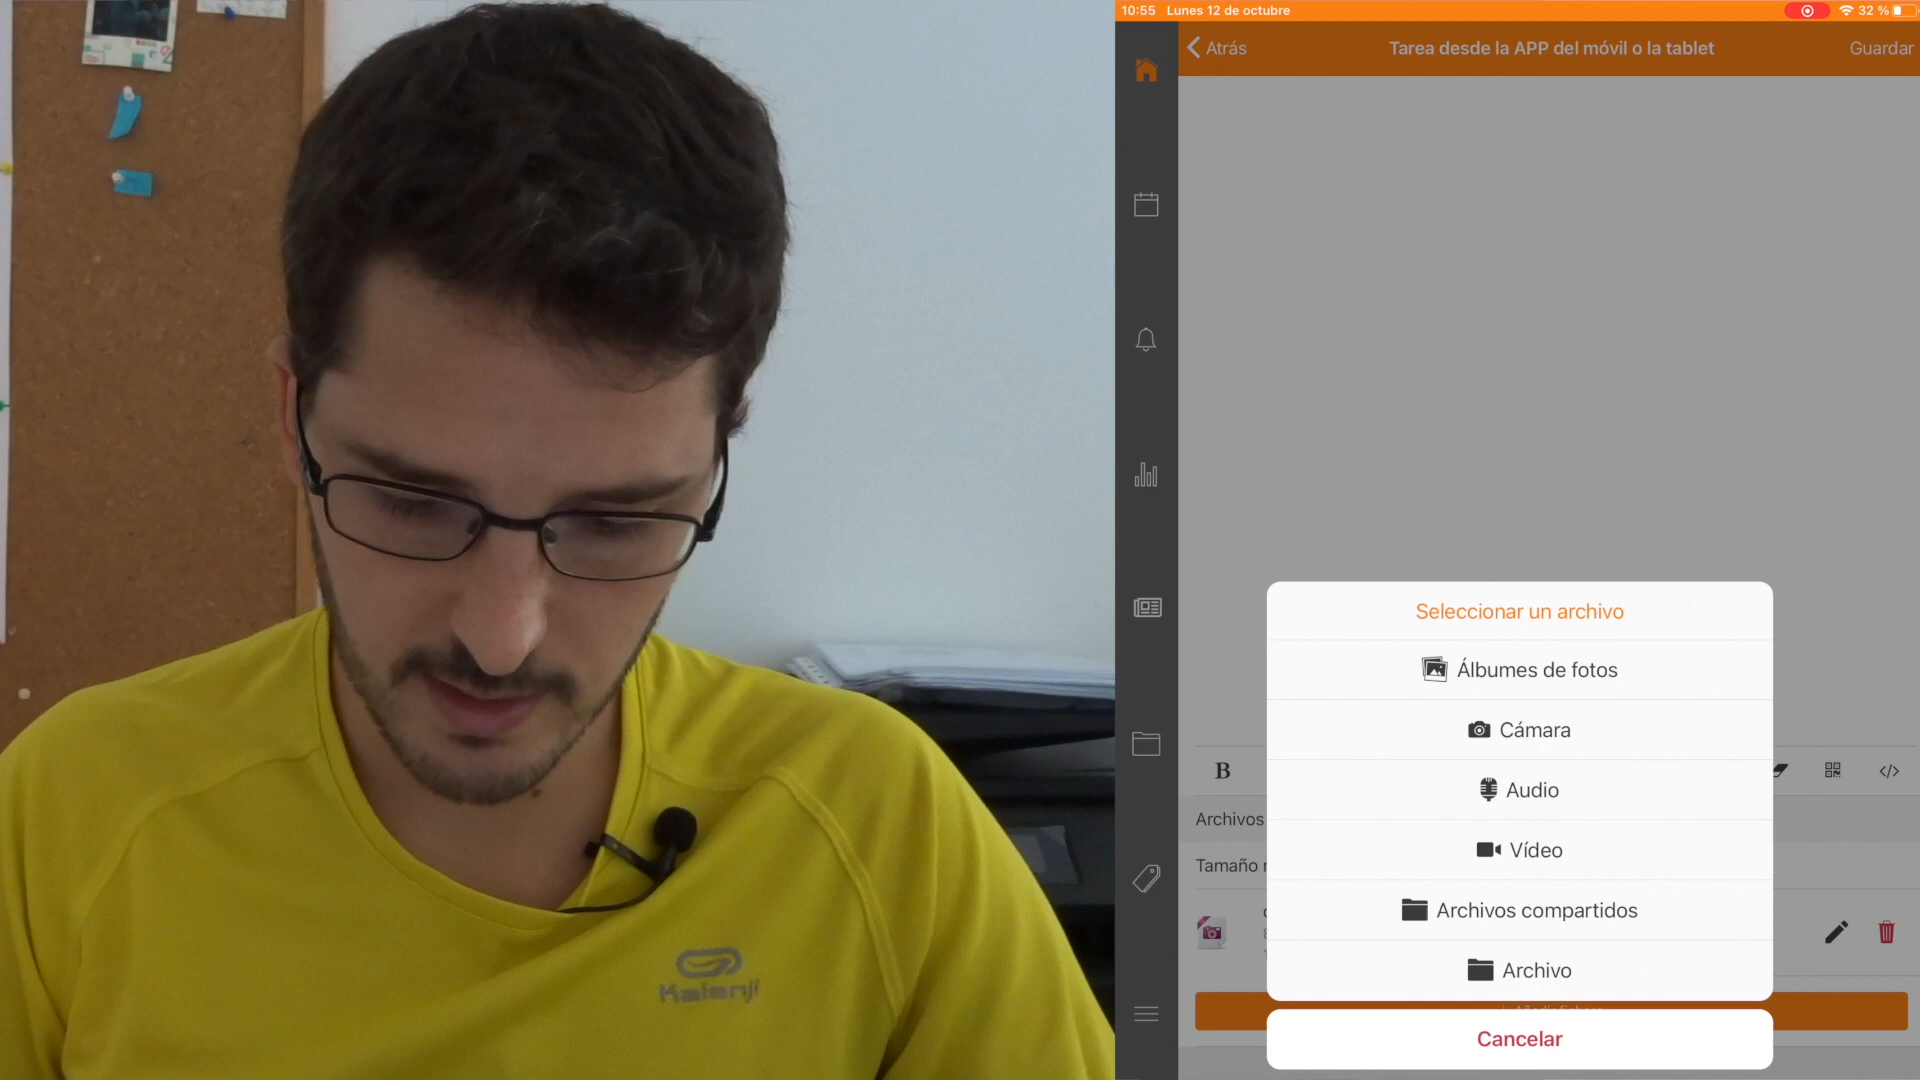 10:55 Lunes 12 de octubre
32 %
Atrás
Tarea desde la APP del móvil o la tablet
Guardar
Seleccionar un archivo
Álbumes de fotos
Cámara
Audio
Vídeo
Archivos compartidos
Archivo
Cancelar
B
</>
Archivos
Tamaño
Kalenji